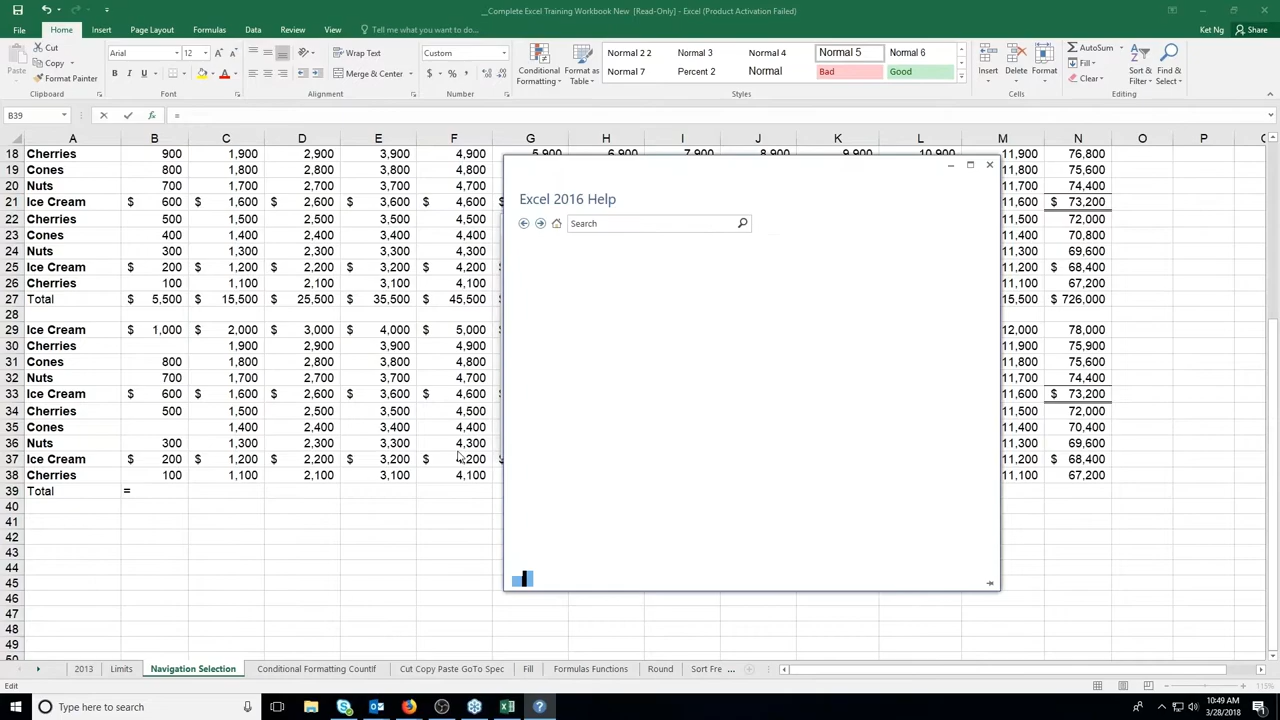 __Complete Excel Training Workbook New [Read-Only] - Excel (Product Activation Failed)
File Home Insert Page Layout Formulas Data Review View Tell me what you want to do... Ket Ng Share
Cut Arial 12 Wrap Text Custom Normal 2 2 Normal 3 Normal 4 Normal 5 Normal 6 AutoSum
Copy Fill
Paste Format Painter B I U Merge & Center $ % Conditional Formatting Format as Table Normal 7 Percent 2 Normal Bad Good Insert Delete Format Clear Sort & Filter Find & Select
Clipboard Font Alignment Number Styles Cells Editing
B39 fx =
A B C D E F G H I J K L M N O P
18 Cherries 900 1,900 2,900 3,900 4,900 5,900 6,900 7,900 8,900 9,900 10,900 11,900 76,800
19 Cones 800 1,800 2,800 3,800 4,800 11,800 75,600
20 Nuts 700 1,700 2,700 3,700 4,700 11,700 74,400
21 Ice Cream $ 600 $ 1,600 $ 2,600 $ 3,600 $ 4,600 11,600 $ 73,200
22 Cherries 500 1,500 2,500 3,500 4,500 11,500 72,000
23 Cones 400 1,400 2,400 3,400 4,400 11,400 70,800
24 Nuts 300 1,300 2,300 3,300 4,300 11,300 69,600
25 Ice Cream $ 200 $ 1,200 $ 2,200 $ 3,200 $ 4,200 11,200 $ 68,400
26 Cherries 100 1,100 2,100 3,100 4,100 11,100 67,200
27 Total $ 5,500 $ 15,500 $ 25,500 $ 35,500 $ 45,500 15,500 $ 726,000
28
29 Ice Cream $ 1,000 $ 2,000 $ 3,000 $ 4,000 $ 5,000 12,000 $ 78,000
30 Cherries 1,900 2,900 3,900 4,900 11,900 75,900
31 Cones 800 1,800 2,800 3,800 4,800 11,800 75,600
32 Nuts 700 1,700 2,700 3,700 4,700 11,700 74,400
33 Ice Cream $ 600 $ 1,600 $ 2,600 $ 3,600 $ 4,600 11,600 $ 73,200
34 Cherries 500 1,500 2,500 3,500 4,500 11,500 72,000
35 Cones 1,400 2,400 3,400 4,400 11,400 70,400
36 Nuts 300 1,300 2,300 3,300 4,300 11,300 69,600
37 Ice Cream $ 200 $ 1,200 $ 2,200 $ 3,200 $ 4,200 11,200 $ 68,400
38 Cherries 100 1,100 2,100 3,100 4,100 11,100 67,200
39 Total =
40
41
42
43
44
45
46
47
48
49
Excel 2016 Help
Search
2013 Limits Navigation Selection Conditional Formatting Countif Cut Copy Paste GoTo Spec Fill Formulas Functions Round Sort Fre ...
Edit 115%
Type here to search
10:49 AM
3/28/2018